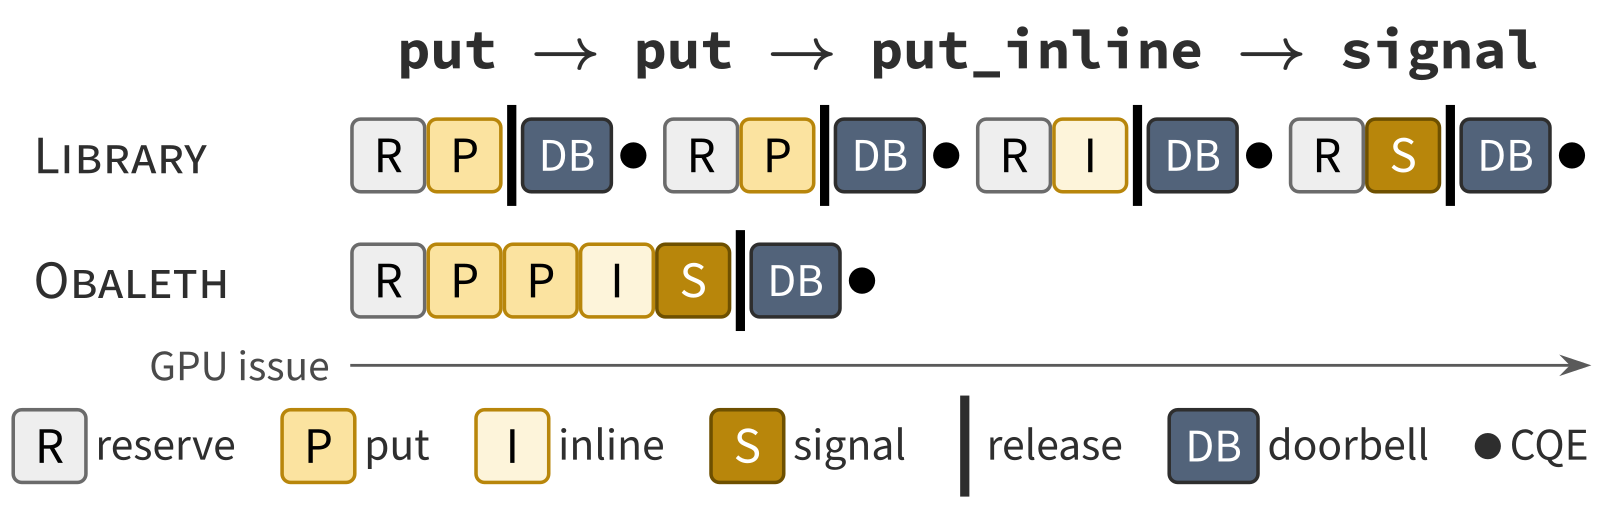 put → put → put_inline → signal
LIBRARY R P DB R P DB R I DB R S DB
OBALETH R P P I S DB
GPU issue
R reserve P put I inline S signal release DB doorbell CQE